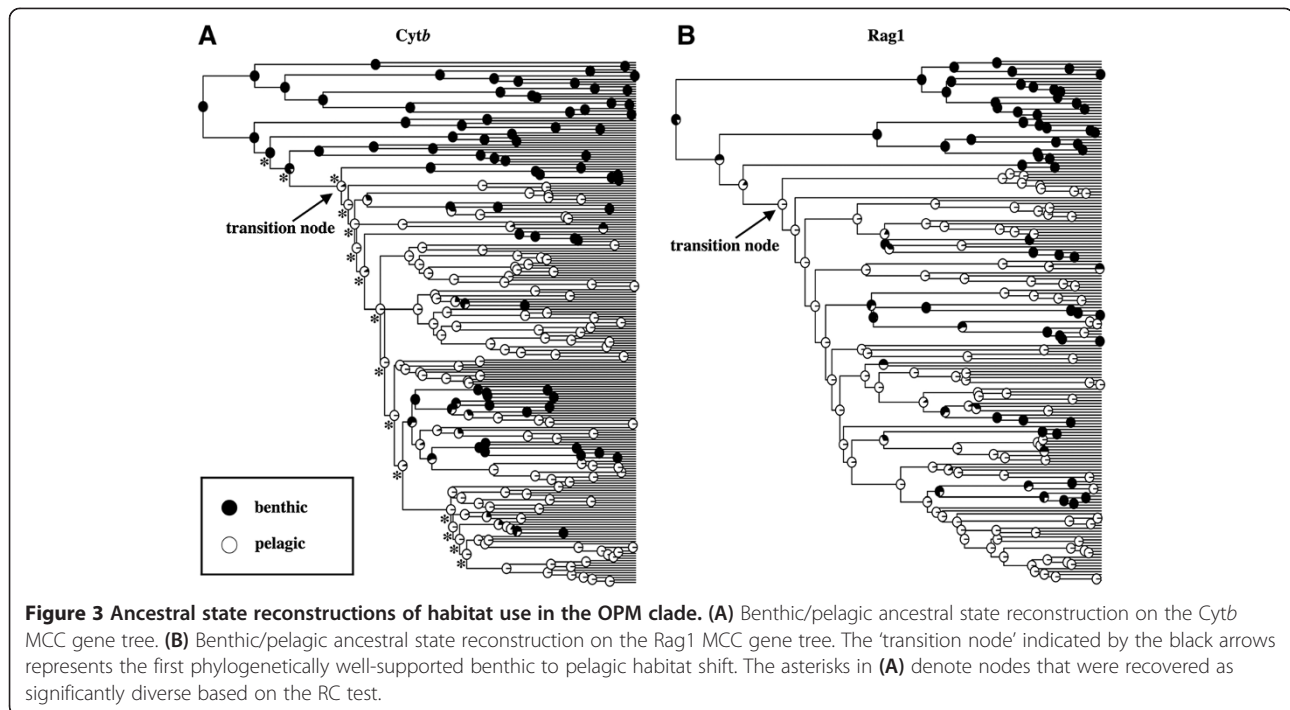 A
Cytb
B
Rag1
*
*
*
*
transition node
*
*
*
*
*
*
*
*
*
*
*
*
transition node
benthic
pelagic
Figure 3 Ancestral state reconstructions of habitat use in the OPM clade. (A) Benthic/pelagic ancestral state reconstruction on the Cytb
MCC gene tree. (B) Benthic/pelagic ancestral state reconstruction on the Rag1 MCC gene tree. The ‘transition node’ indicated by the black arrows
represents the first phylogenetically well-supported benthic to pelagic habitat shift. The asterisks in (A) denote nodes that were recovered as
significantly diverse based on the RC test.